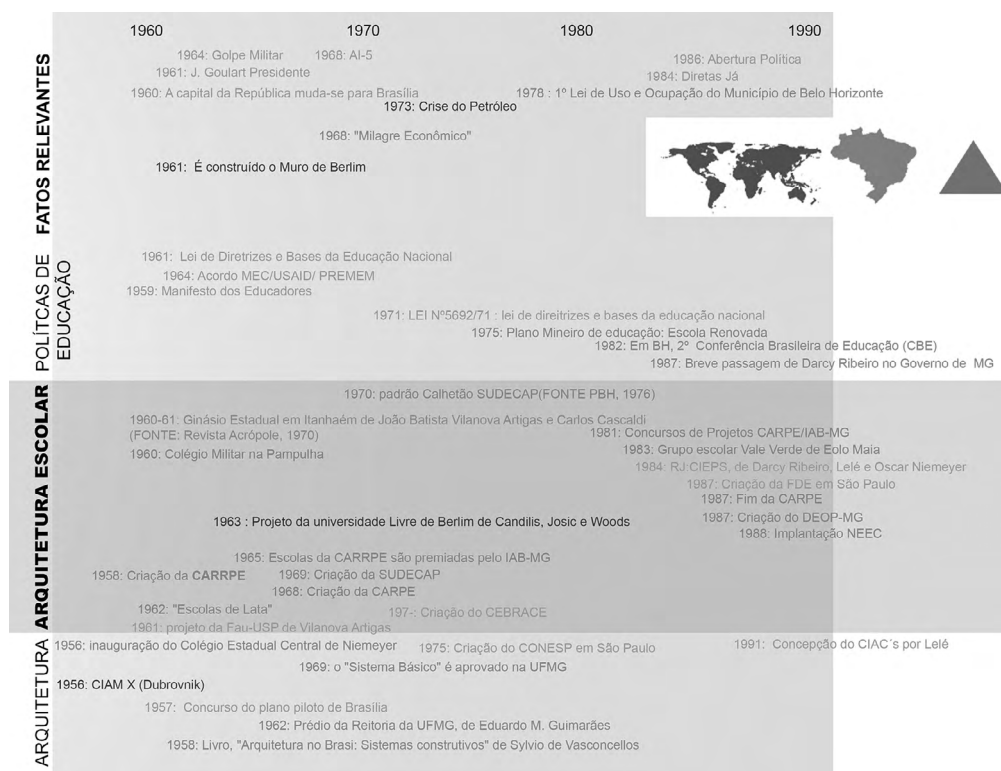 1960 1970 1980 1990
FATOS RELEVANTES
1964: Golpe Military 1968: AI-5
1986: Abertura Política
1961: J. Goulart Presidente
1984: Diretas Já
1960: A capital da República muda-se para Brasília
1978 : 1º Lei de Uso e Ocupação do Município de Belo Horizonte
1973: Crise do Petróleo
1968: "Milagre Econômico"
1961: É construído o Muro de Berlim
POLÍTCAS DE
EDUCAÇÃO
1961: Lei de Diretrizes e Bases da Educação Nacional
1964: Acordo MEC/USAID/ PREMEM
1959: Manifesto dos Educadores
1971: LEI Nº5692/71 : lei de direitrizes e bases da educação nacional
1975: Plano Mineiro de educação: Escola Renovada
1982: Em BH, 2º Conferência Brasileira de Educação (CBE)
1987: Breve passagem de Darcy Ribeiro no Governo de MG
ARQUITETURA ESCOLAR
1970: padrão Calhetão SUDECAP(FONTE PBH, 1976)
1960-61: Ginásio Estadual em Itanhaém de João Batista Vilanova Artigas e Carlos Cascaldi
(FONTE: Revista Acrópole, 1970)
1981: Concursos de Projetos CARPE/IAB-MG
1960: Colégio Militar na Pampulha
1983: Grupo escolar Vale Verde de Eolo Maia
1984: RJ:CIEPS, de Darcy Ribeiro, Lelé e Oscar Niemeyer
1987: Criação da FDE em São Paulo
1987: Fim da CARPE
1963 : Projeto da universidade Livre de Berlim de Candilis, Josic e Woods
1987: Criação do DEOP-MG
1988: Implantação NEEC
1965: Escolas da CARRPE são premiadas pelo IAB-MG
1958: Criação da CARRPE
1969: Criação da SUDECAP
1968: Criação da CARPE
1962: "Escolas de Lata"
197-: Criação do CEBRACE
1961: projeto da Fau-USP de Vilanova Artigas
ARQUITETURA
1956: inauguração do Colégio Estadual Central de Niemeyer
1975: Criação do CONESP em São Paulo
1991: Concepção do CIAC´s por Lelé
1969: o "Sistema Básico" é aprovado na UFMG
1956: CIAM X (Dubrovnik)
1957: Concurso do plano piloto de Brasília
1962: Prédio da Reitoria da UFMG, de Eduardo M. Guimarães
1958: Livro, "Arquitetura no Brasi: Sistemas construtivos" de Sylvio de Vasconcellos